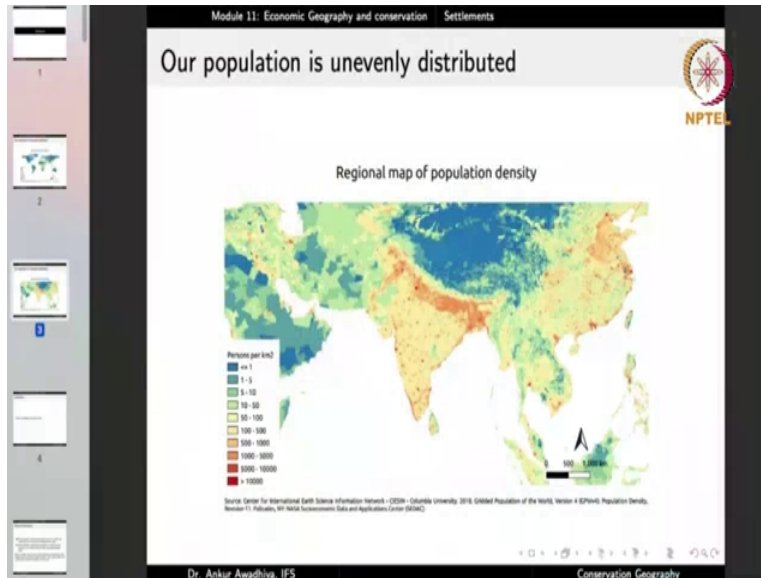 Module 11: Economic Geography and conservation Settlements
Our population is unevenly distributed
NPTEL
1
2
3
4
Regional map of population density
Persons per km2
<= 1
1 - 5
5 - 10
10 - 50
50 - 100
100 - 500
500 - 1000
1000 - 5000
5000 - 10000
> 10000
0 500 1,000 km
Source: Center for International Earth Science Information Network - CIESIN - Columbia University. 2018. Gridded Population of the World, Version 4 (GPWv4): Population Density,
Revision 11. Palisades, NY: NASA Socioeconomic Data and Applications Center (SEDAC)
Dr. Ankur Awadhiya, IFS Conservation Geography